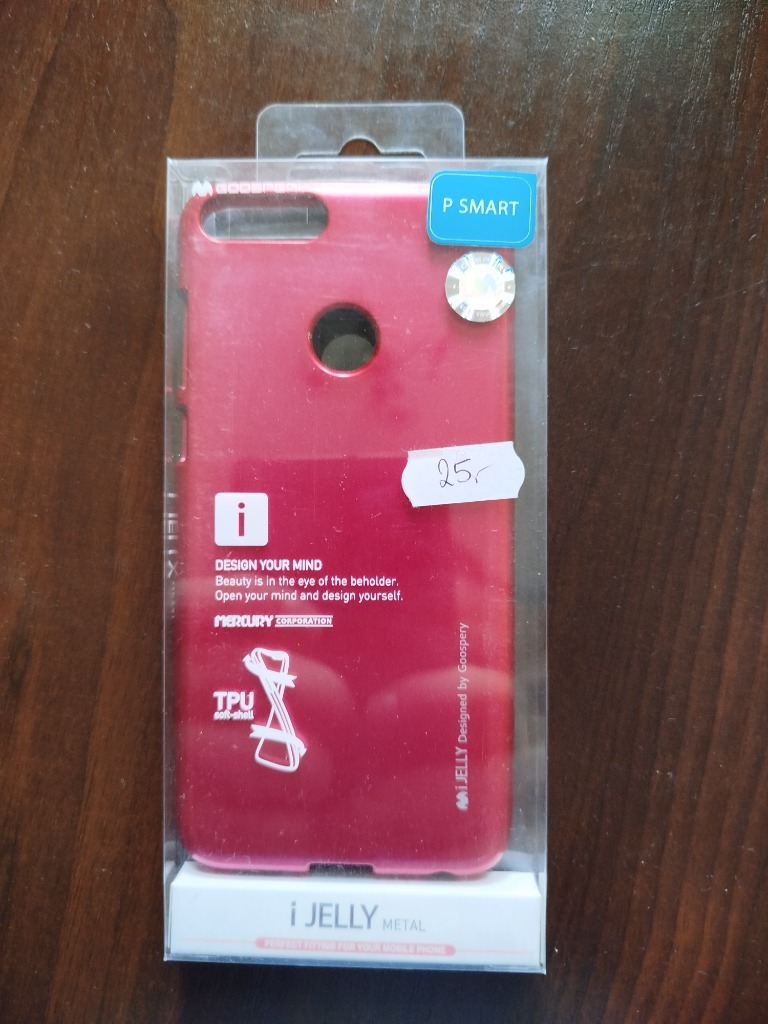 GOOSPERY
P SMART
25,-
i
DESIGN YOUR MIND
Beauty is in the eye of the beholder.
Open your mind and design yourself.
MERCURY CORPORATION
TPU
soft-shell
i JELLY Designed by Goospery
i JELLY METAL
PERFECT FITTING FOR YOUR MOBILE PHONE